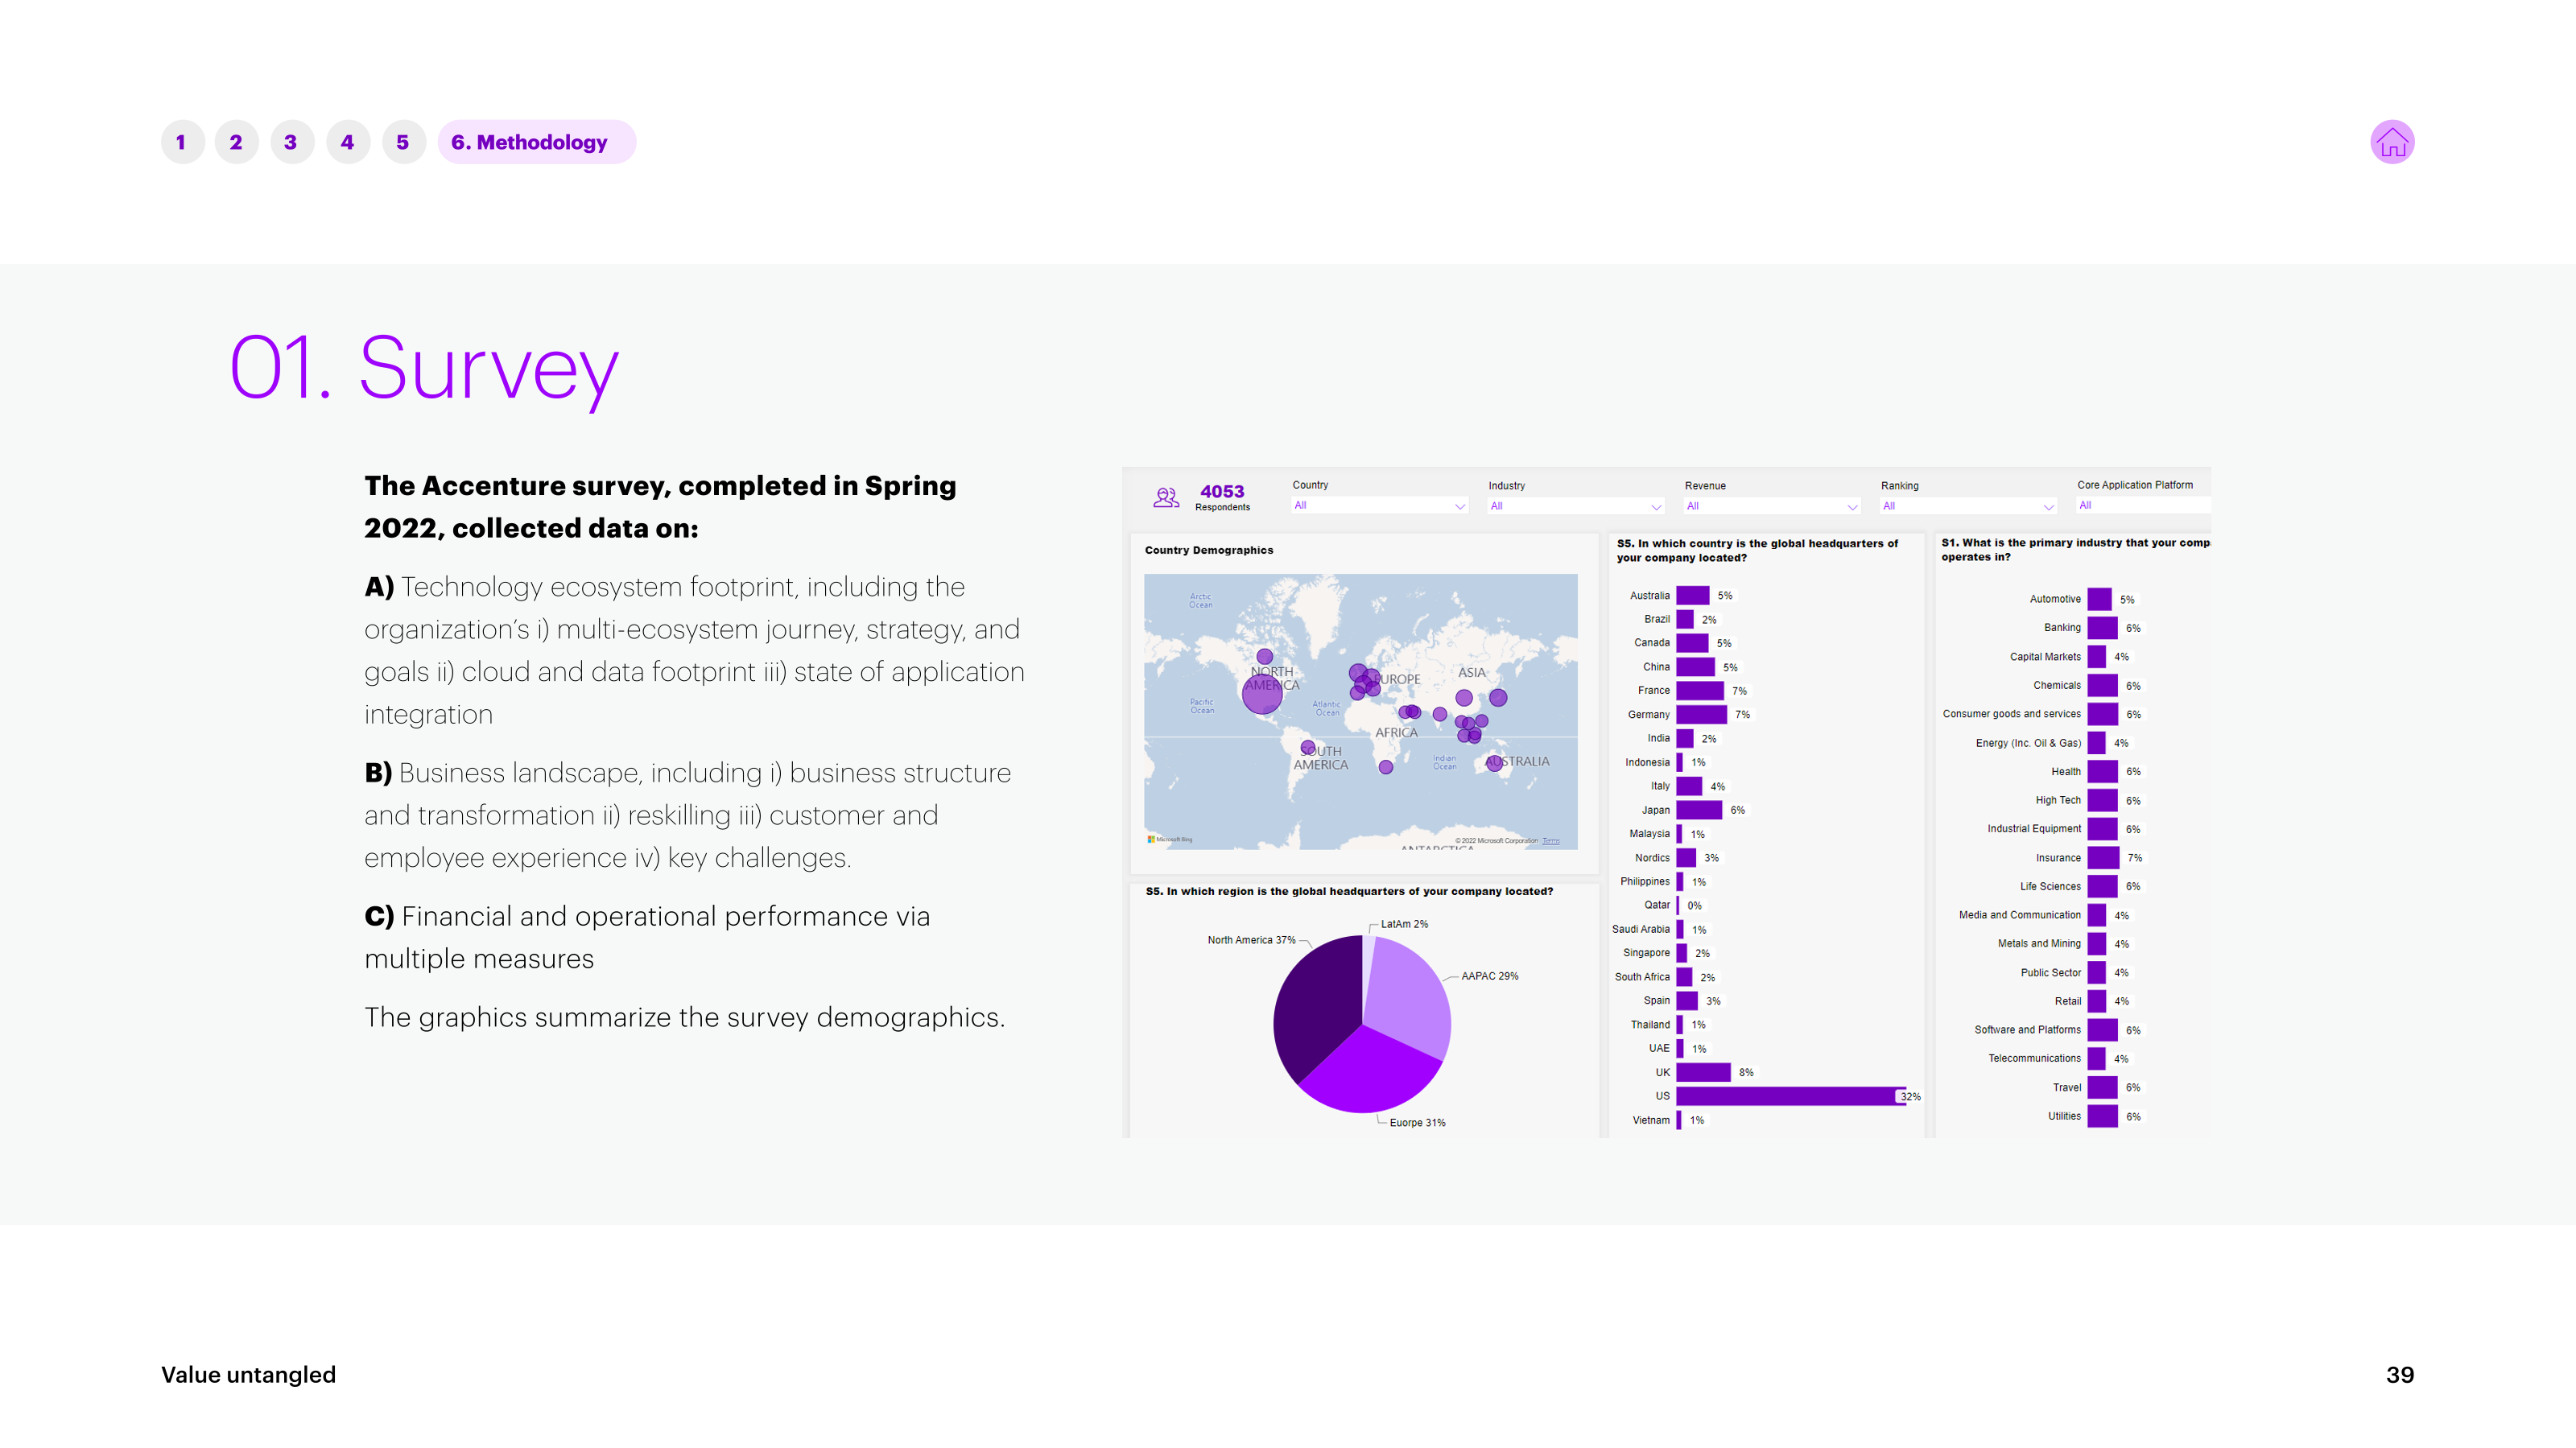 1 2 3 4 5 6. Methodology
01. Survey
The Accenture survey, completed in Spring
2022, collected data on:
A) Technology ecosystem footprint, including the
organization’s i) multi-ecosystem journey, strategy, and
goals ii) cloud and data footprint iii) state of application
integration
B) Business landscape, including i) business structure
and transformation ii) reskilling iii) customer and
employee experience iv) key challenges.
C) Financial and operational performance via
multiple measures
The graphics summarize the survey demographics.
4053
Respondents
Country
All
Industry
All
Revenue
All
Ranking
All
Core Application Platform
All
Country Demographics
Arctic
Ocean
NORTH
AMERICA
EUROPE
ASIA
Pacific
Ocean
Atlantic
Ocean
AFRICA
SOUTH
AMERICA
Indian
Ocean
AUSTRALIA
Microsoft Bing
© 2022 Microsoft Corporation Terms
ANTARCTICA
S5. In which region is the global headquarters of your company located?
LatAm 2%
North America 37%
AAPAC 29%
Euorpe 31%
S5. In which country is the global headquarters of
your company located?
Australia 5%
Brazil 2%
Canada 5%
China 5%
France 7%
Germany 7%
India 2%
Indonesia 1%
Italy 4%
Japan 6%
Malaysia 1%
Nordics 3%
Philippines 1%
Qatar 0%
Saudi Arabia 1%
Singapore 2%
South Africa 2%
Spain 3%
Thailand 1%
UAE 1%
UK 8%
US 32%
Vietnam 1%
S1. What is the primary industry that your comp
operates in?
Automotive 5%
Banking 6%
Capital Markets 4%
Chemicals 6%
Consumer goods and services 6%
Energy (Inc. Oil & Gas) 4%
Health 6%
High Tech 6%
Industrial Equipment 6%
Insurance 7%
Life Sciences 6%
Media and Communication 4%
Metals and Mining 4%
Public Sector 4%
Retail 4%
Software and Platforms 6%
Telecommunications 4%
Travel 6%
Utilities 6%
Value untangled
39